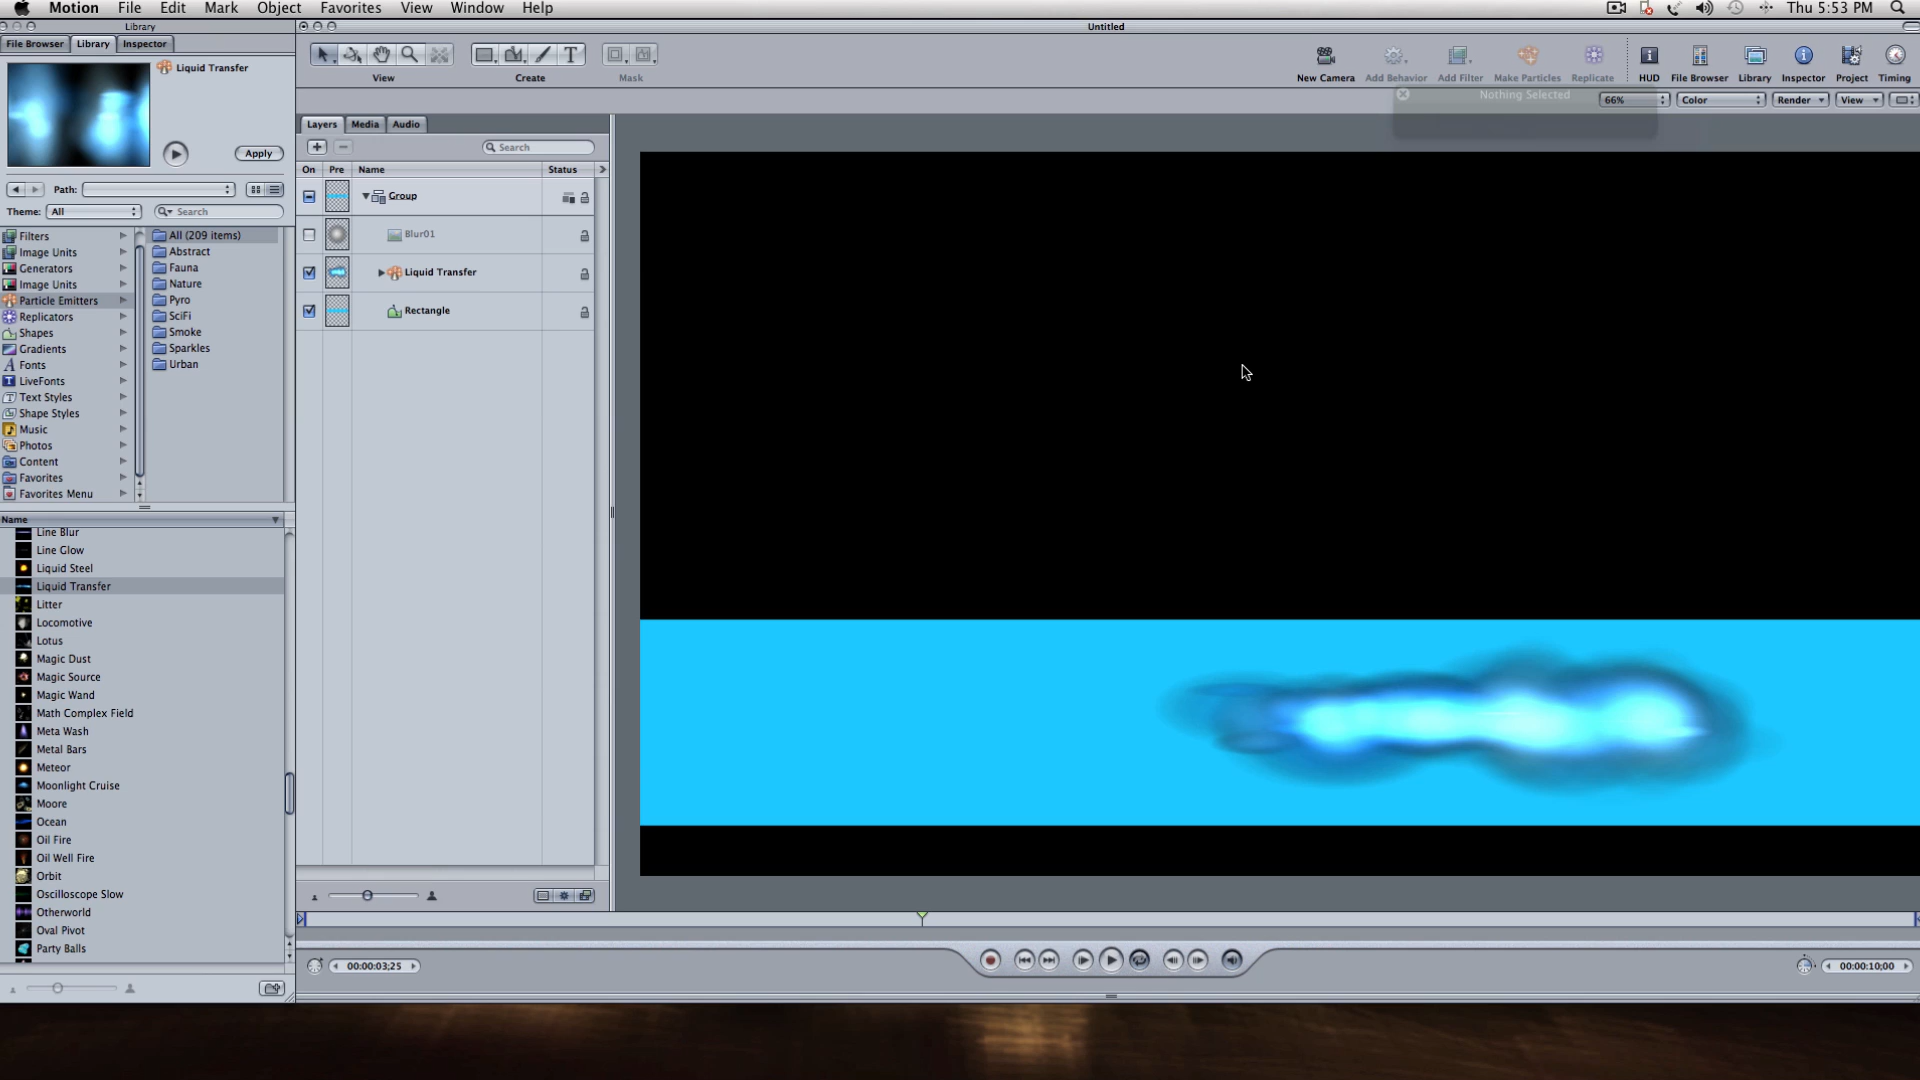 Motion File Edit Mark Object Favorites View Window Help
Thu 5:53 PM
Library
Untitled
File Browser Library Inspector
Liquid Transfer
Apply
Path:
Theme: All Search
Filters
Image Units
Generators
Image Units
Particle Emitters
Replicators
Shapes
Gradients
Fonts
LiveFonts
Text Styles
Shape Styles
Music
Photos
Content
Favorites
Favorites Menu
All (209 items)
Abstract
Fauna
Nature
Pyro
SciFi
Smoke
Sparkles
Urban
Name
Line Blur
Line Glow
Liquid Steel
Liquid Transfer
Litter
Locomotive
Lotus
Magic Dust
Magic Source
Magic Wand
Math Complex Field
Meta Wash
Metal Bars
Meteor
Moonlight Cruise
Moore
Ocean
Oil Fire
Oil Well Fire
Orbit
Oscilloscope Slow
Otherworld
Oval Pivot
Party Balls
View Create Mask
New Camera Add Behavior Add Filter Make Particles Replicate HUD File Browser Library Inspector Project Timing
Nothing Selected
66% Color Render View
Layers Media Audio
Search
On Pre Name Status
Group
Blur01
Liquid Transfer
Rectangle
00:00:03;25
00:00:10;00